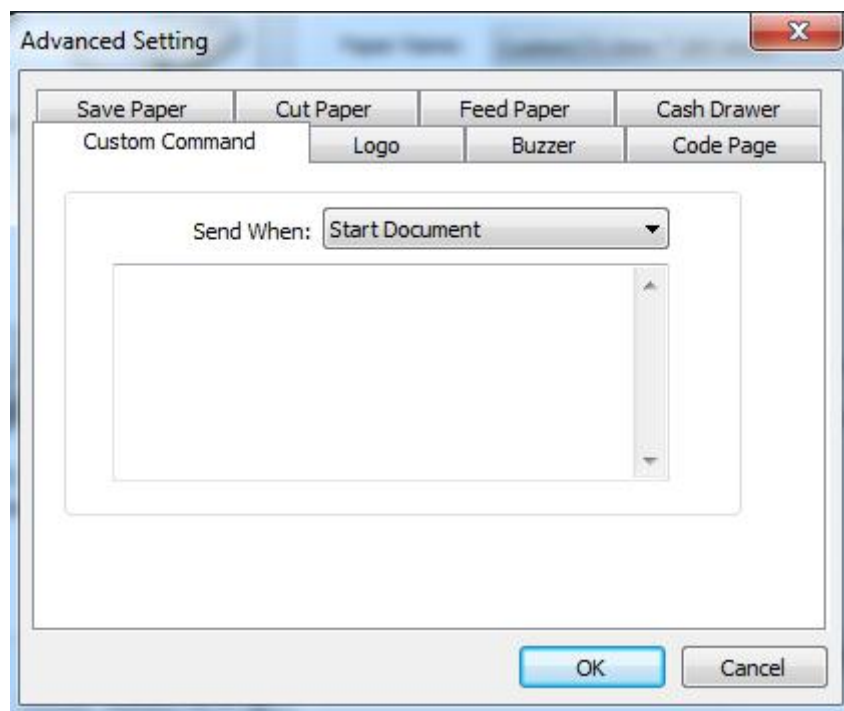 Advanced Setting
Save Paper Cut Paper Feed Paper Cash Drawer
Custom Command Logo Buzzer Code Page
Send When: Start Document
OK Cancel